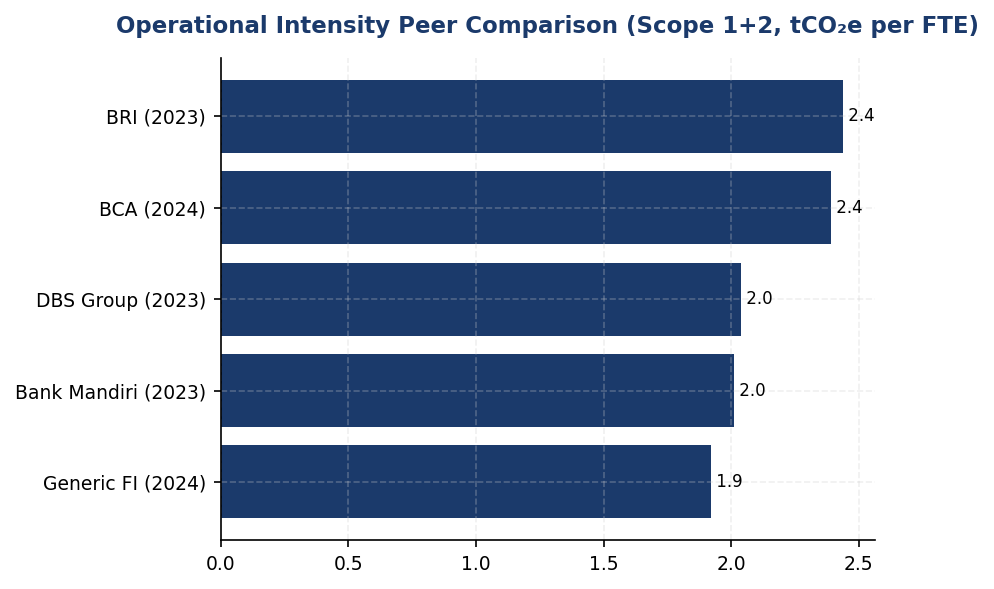 Operational Intensity Peer Comparison (Scope 1+2, tCO₂e per FTE)
BRI (2023) 2.4
BCA (2024) 2.4
DBS Group (2023) 2.0
Bank Mandiri (2023) 2.0
Generic FI (2024) 1.9
0.0 0.5 1.0 1.5 2.0 2.5